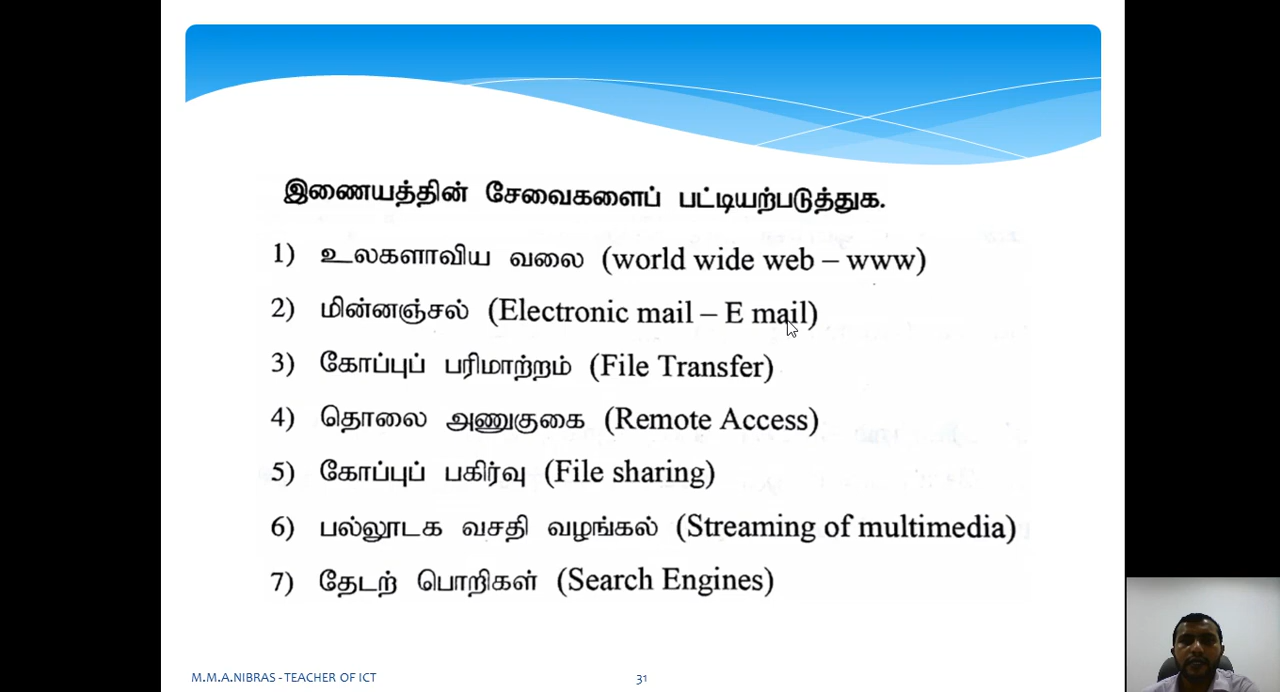 இணையத்தின் சேவைகளைப் பட்டியற்படுத்துக.
1) உலகளாவிய வலை (world wide web – www)
2) மின்னஞ்சல் (Electronic mail – E mail)
3) கோப்புப் பரிமாற்றம் (File Transfer)
4) தொலை அணுகுகை (Remote Access)
5) கோப்புப் பகிர்வு (File sharing)
6) பல்லூடக வசதி வழங்கல் (Streaming of multimedia)
7) தேடற் பொறிகள் (Search Engines)
M.M.A.NIBRAS - TEACHER OF ICT
31